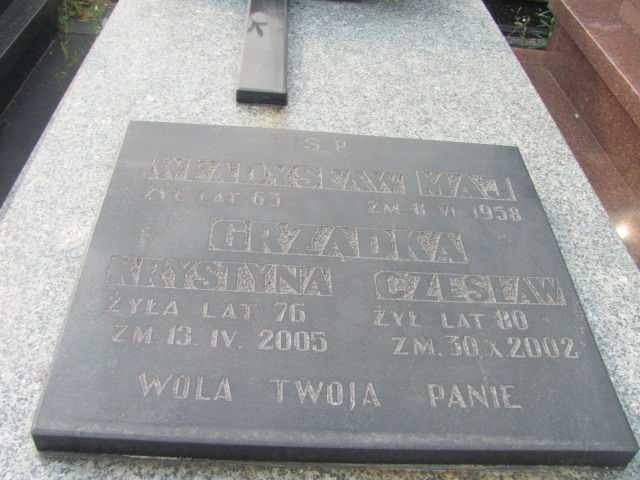 Ś P
WŁADYSŁAW MAJ
ŻYŁ LAT 63 ZM. 8 VI 1958
GRZĄDKA
KRYSTYNA CZESŁAW
ŻYŁA LAT 76 ŻYŁ LAT 80
ZM. 13. IV. 2005 ZM. 30 X 2002
WOLA TWOJA PANIE